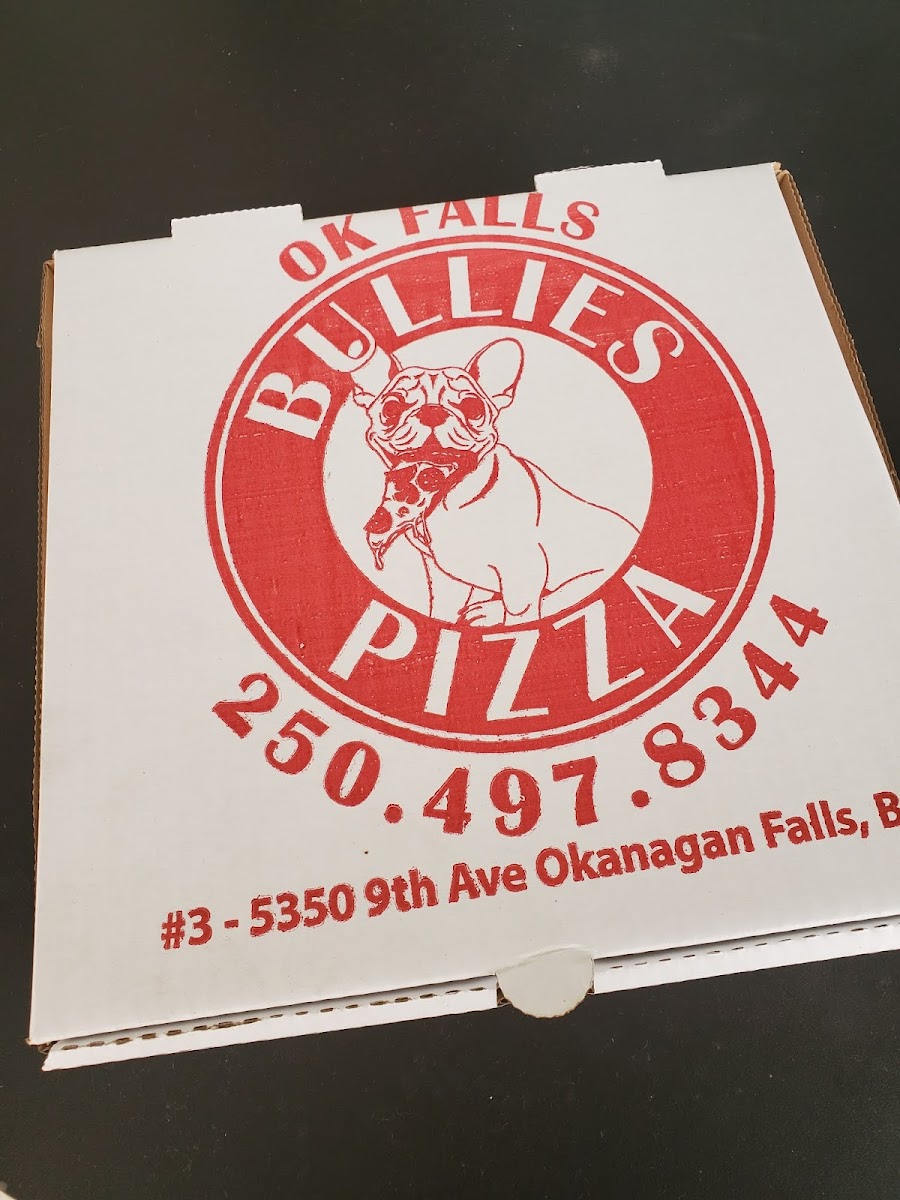 OK FALLS
BULLIES
PIZZA
250.497.8344
#3 - 5350 9th Ave Okanagan Falls, B